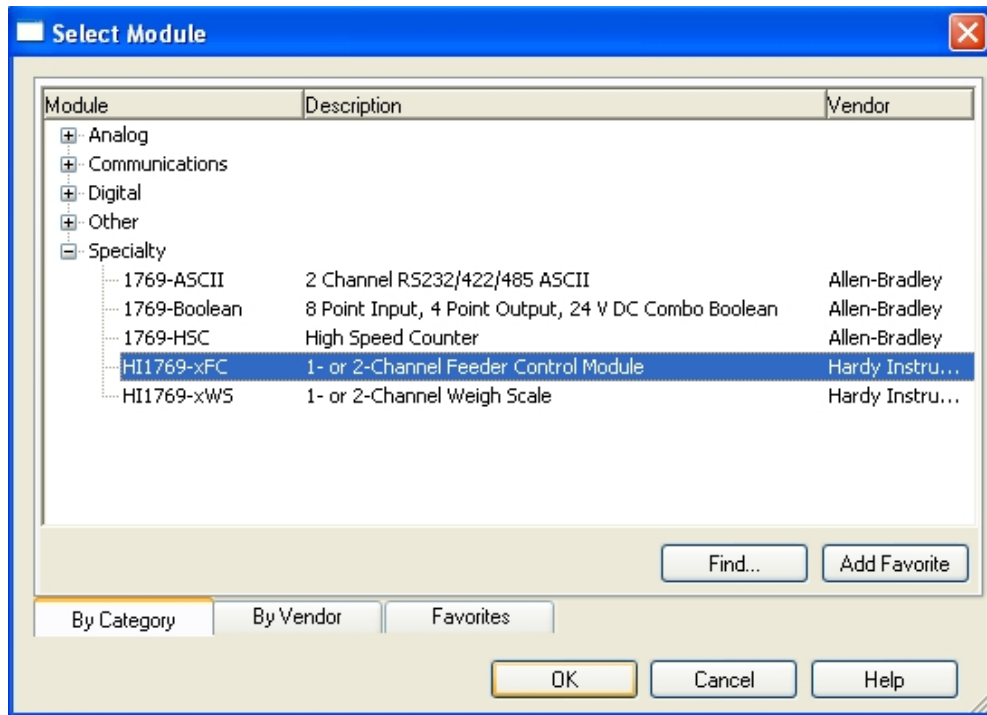 Select Module
Module Description Vendor
Analog
Communications
Digital
Other
Specialty
1769-ASCII 2 Channel RS232/422/485 ASCII Allen-Bradley
1769-Boolean 8 Point Input, 4 Point Output, 24 V DC Combo Boolean Allen-Bradley
1769-HSC High Speed Counter Allen-Bradley
HI1769-xFC 1- or 2-Channel Feeder Control Module Hardy Instru...
HI1769-xWS 1- or 2-Channel Weigh Scale Hardy Instru...
Find... Add Favorite
By Category By Vendor Favorites
OK Cancel Help